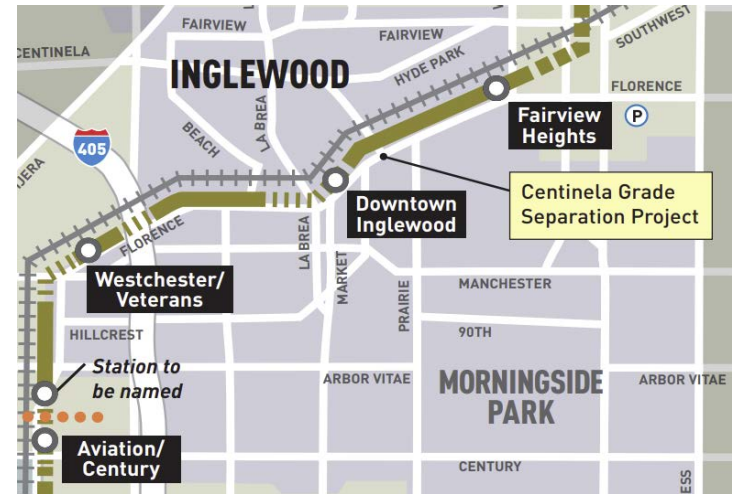 FAIRVIEW
FAIRVIEW
SOUTHWEST
CENTINELA
INGLEWOOD
HYDE PARK
FLORENCE
BEACH
LA BREA
Fairview
Heights
P
405
Centinela Grade
Separation Project
Downtown
Inglewood
FLORENCE
LA BREA
MARKET
PRAIRIE
Westchester/
Veterans
MANCHESTER
HILLCREST
90TH
Station to
be named
ARBOR VITAE
MORNINGSIDE
PARK
ARBOR VITAE
Aviation/
Century
CENTURY